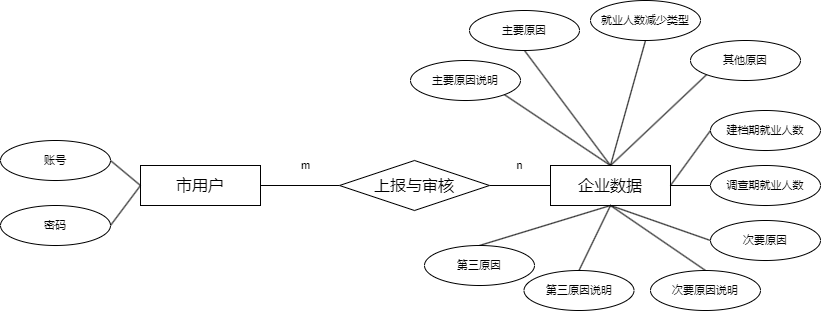 就业人数减少类型
主要原因
其他原因
主要原因说明
建档期就业人数
账号
m
n
市用户
上报与审核
企业数据
调查期就业人数
密码
次要原因
第三原因
第三原因说明
次要原因说明